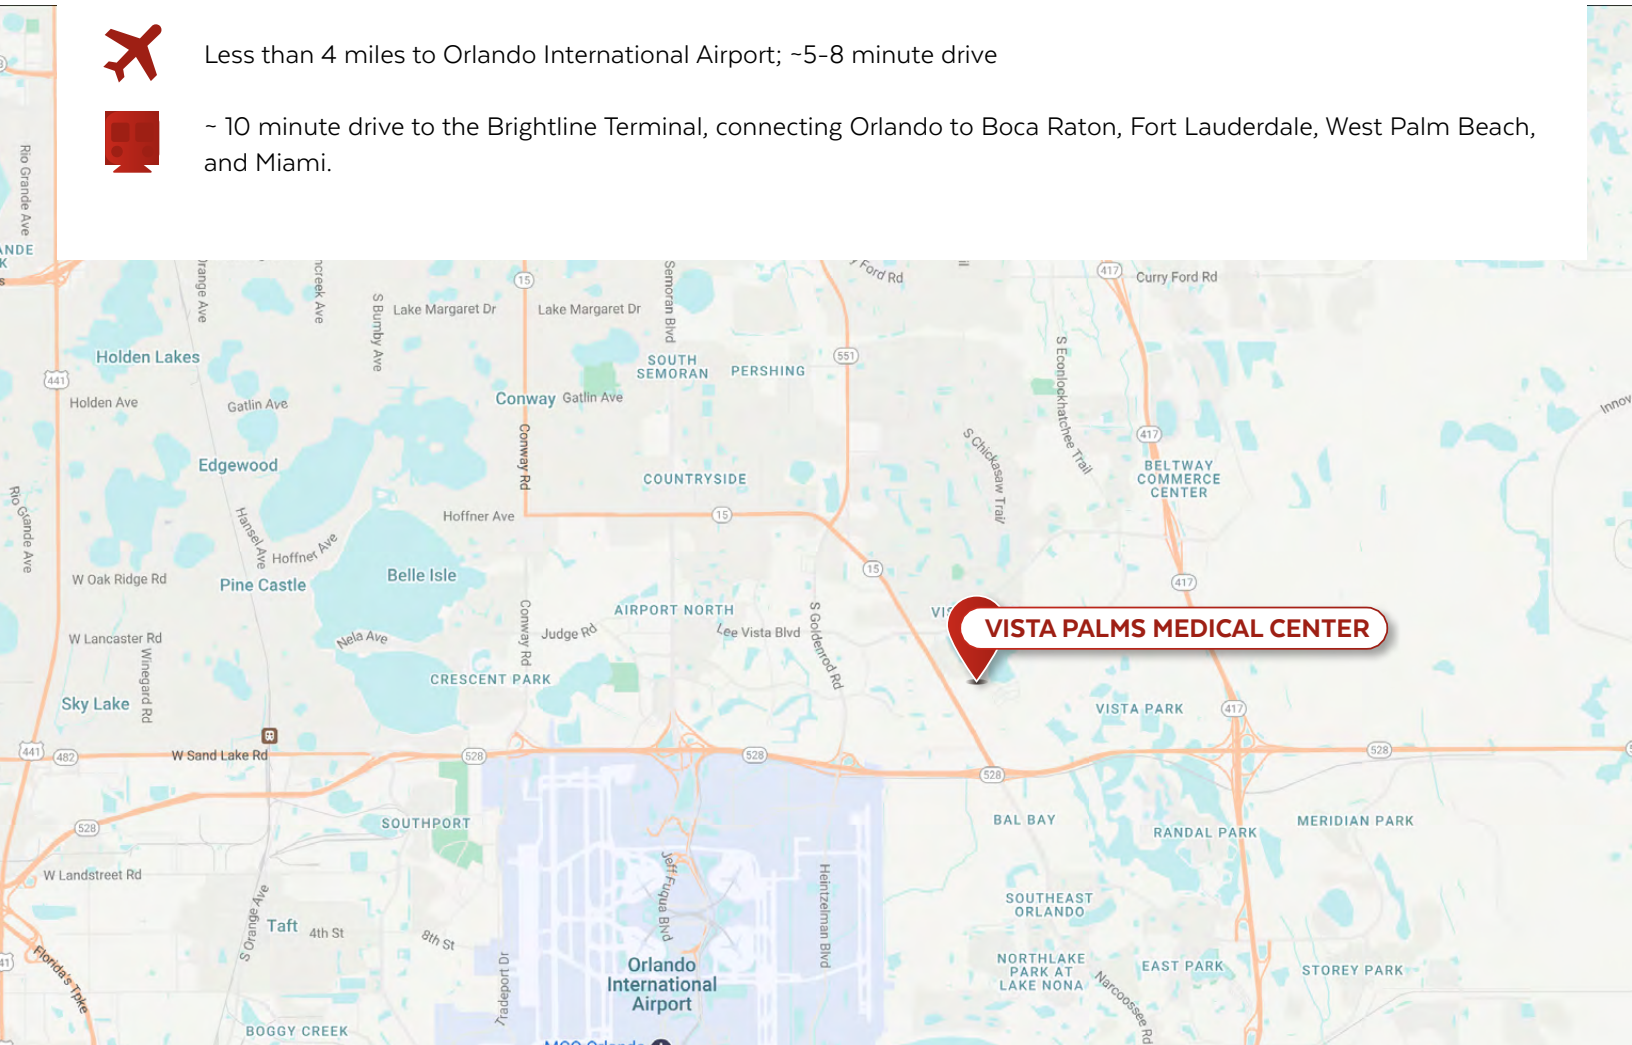 Less than 4 miles to Orlando International Airport; ~5-8 minute drive
~ 10 minute drive to the Brightline Terminal, connecting Orlando to Boca Raton, Fort Lauderdale, West Palm Beach,
and Miami.
Rio Grande Ave
417
Curry Ford Rd
Ford Rd
15
S Bumby Ave
Lake Margaret Dr
Lake Margaret Dr
Semoran Blvd
Holden Lakes
SOUTH
SEMORAN
PERSHING
551
S Econlockhatchee Trail
441
Holden Ave
Gatlin Ave
Conway
Gatlin Ave
Conway Rd
S Chickasaw Trail
417
Edgewood
COUNTRYSIDE
BELTWAY
COMMERCE
CENTER
Rio Grande Ave
Hansel Ave
Hoffner Ave
Hoffner Ave
15
15
W Oak Ridge Rd
Pine Castle
Belle Isle
417
AIRPORT NORTH
Conway Rd
Judge Rd
Lee Vista Blvd
S Goldenrod Rd
VISTA PALMS MEDICAL CENTER
W Lancaster Rd
Nela Ave
Winegard Rd
CRESCENT PARK
Sky Lake
VISTA PARK
417
441
482
W Sand Lake Rd
528
528
528
528
528
SOUTHPORT
BAL BAY
RANDAL PARK
MERIDIAN PARK
W Landstreet Rd
Jeff Fuqua Blvd
Heintzelman Blvd
S Orange Ave
Taft
4th St
8th St
SOUTHEAST
ORLANDO
Florida's Tpke
Tradeport Dr
Orlando
International
Airport
NORTHLAKE
PARK AT
LAKE NONA
Narcoossee Rd
EAST PARK
STOREY PARK
BOGGY CREEK